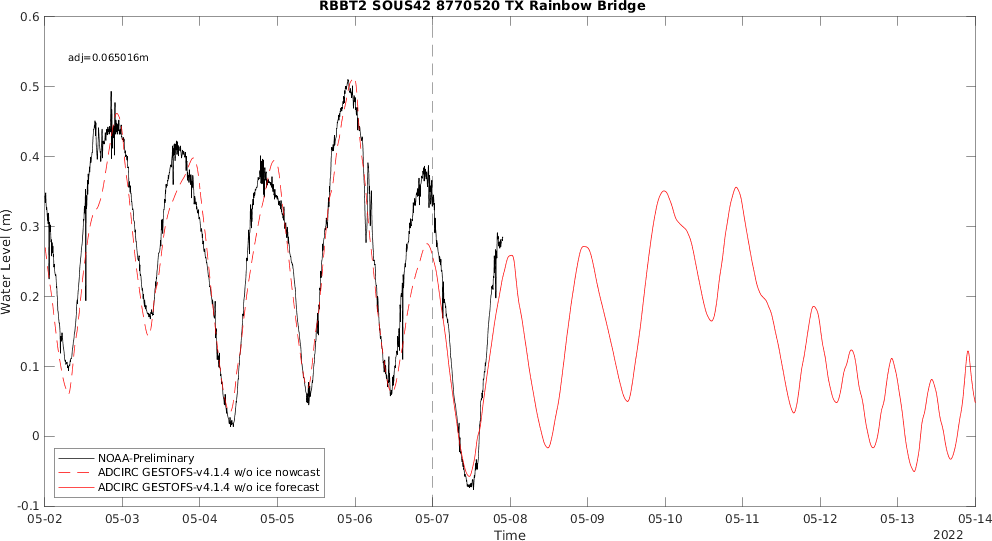 RBBT2 SOUS42 8770520 TX Rainbow Bridge
adj=0.065016m
0.6
0.5
0.4
0.3
0.2
0.1
0
-0.1
Water Level (m)
NOAA-Preliminary
ADCIRC GESTOFS-v4.1.4 w/o ice nowcast
ADCIRC GESTOFS-v4.1.4 w/o ice forecast
05-02 05-03 05-04 05-05 05-06 05-07 05-08 05-09 05-10 05-11 05-12 05-13 05-14
Time
2022